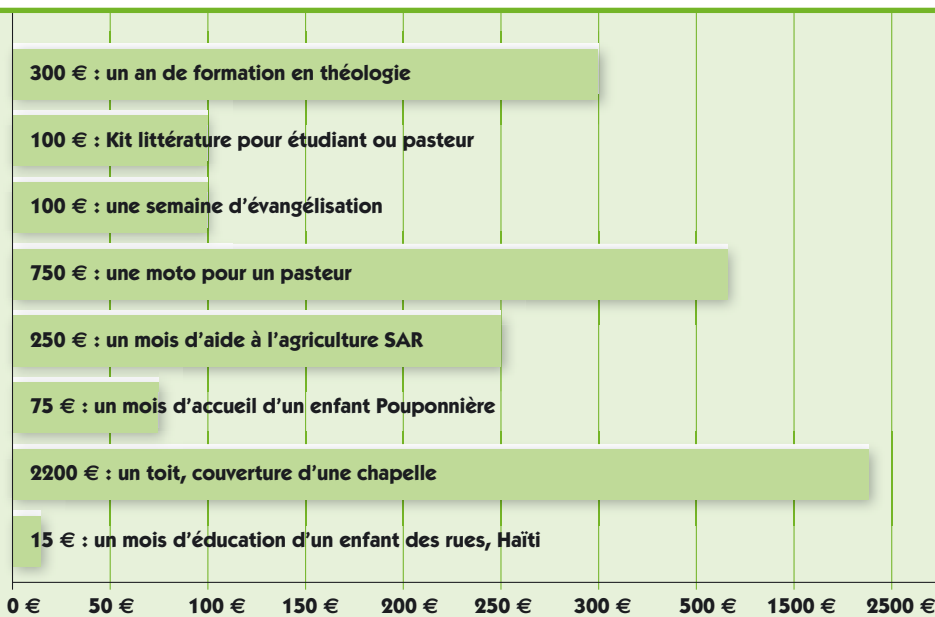 300 € : un an de formation en théologie
100 € : Kit littérature pour étudiant ou pasteur
100 € : une semaine d’évangélisation
750 € : une moto pour un pasteur
250 € : un mois d’aide à l’agriculture SAR
75 € : un mois d’accueil d’un enfant Pouponnière
2200 € : un toit, couverture d’une chapelle
15 € : un mois d’éducation d’un enfant des rues, Haïti
0 € 50 € 100 € 150 € 200 € 250 € 300 € 500 € 1500 € 2500 €